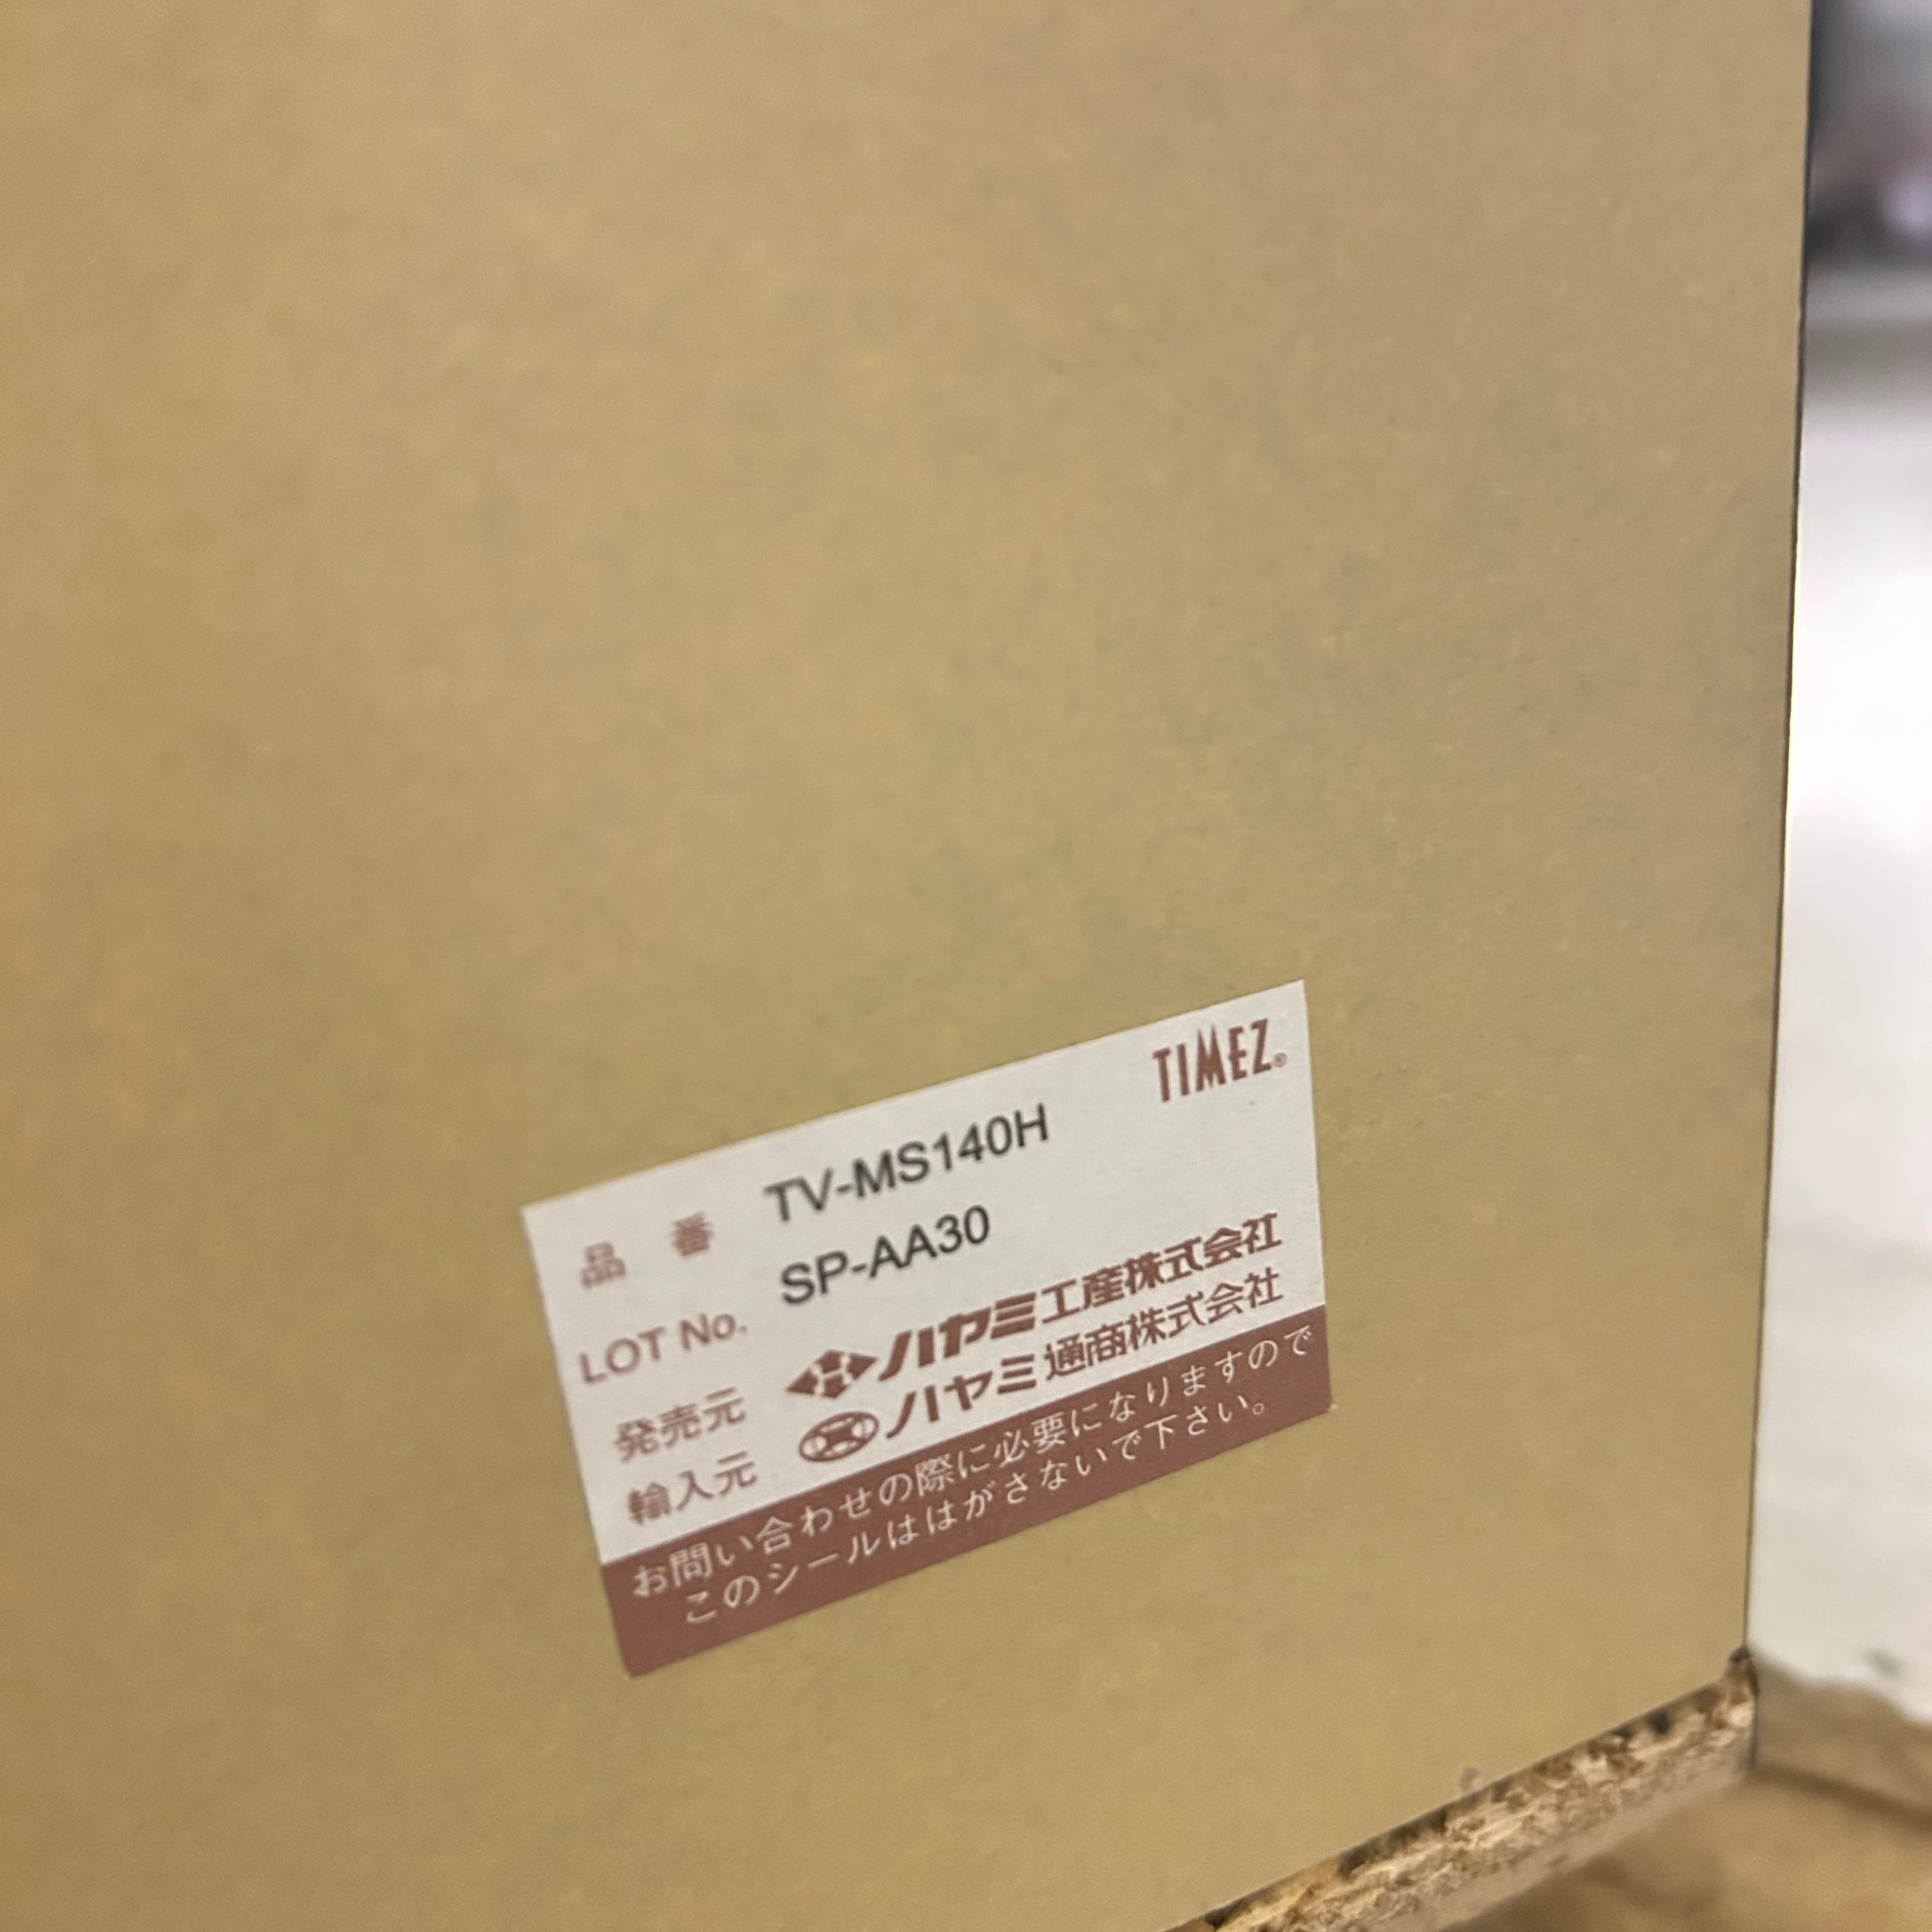 TIMEZ®
品 番 TV-MS140H
LOT No. SP-AA30
発売元 ハヤミ工産株式会社
輸入元 ハヤミ通商株式会社
お問い合わせの際に必要になりますので
このシールははがさないで下さい。